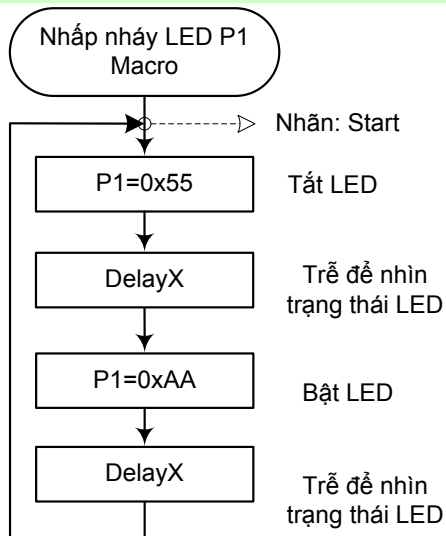 Nhấp nháy LED P1
Macro
Nhãn: Start
P1=0x55
Tắt LED
DelayX
Trễ để nhìn
trạng thái LED
P1=0xAA
Bật LED
DelayX
Trễ để nhìn
trạng thái LED